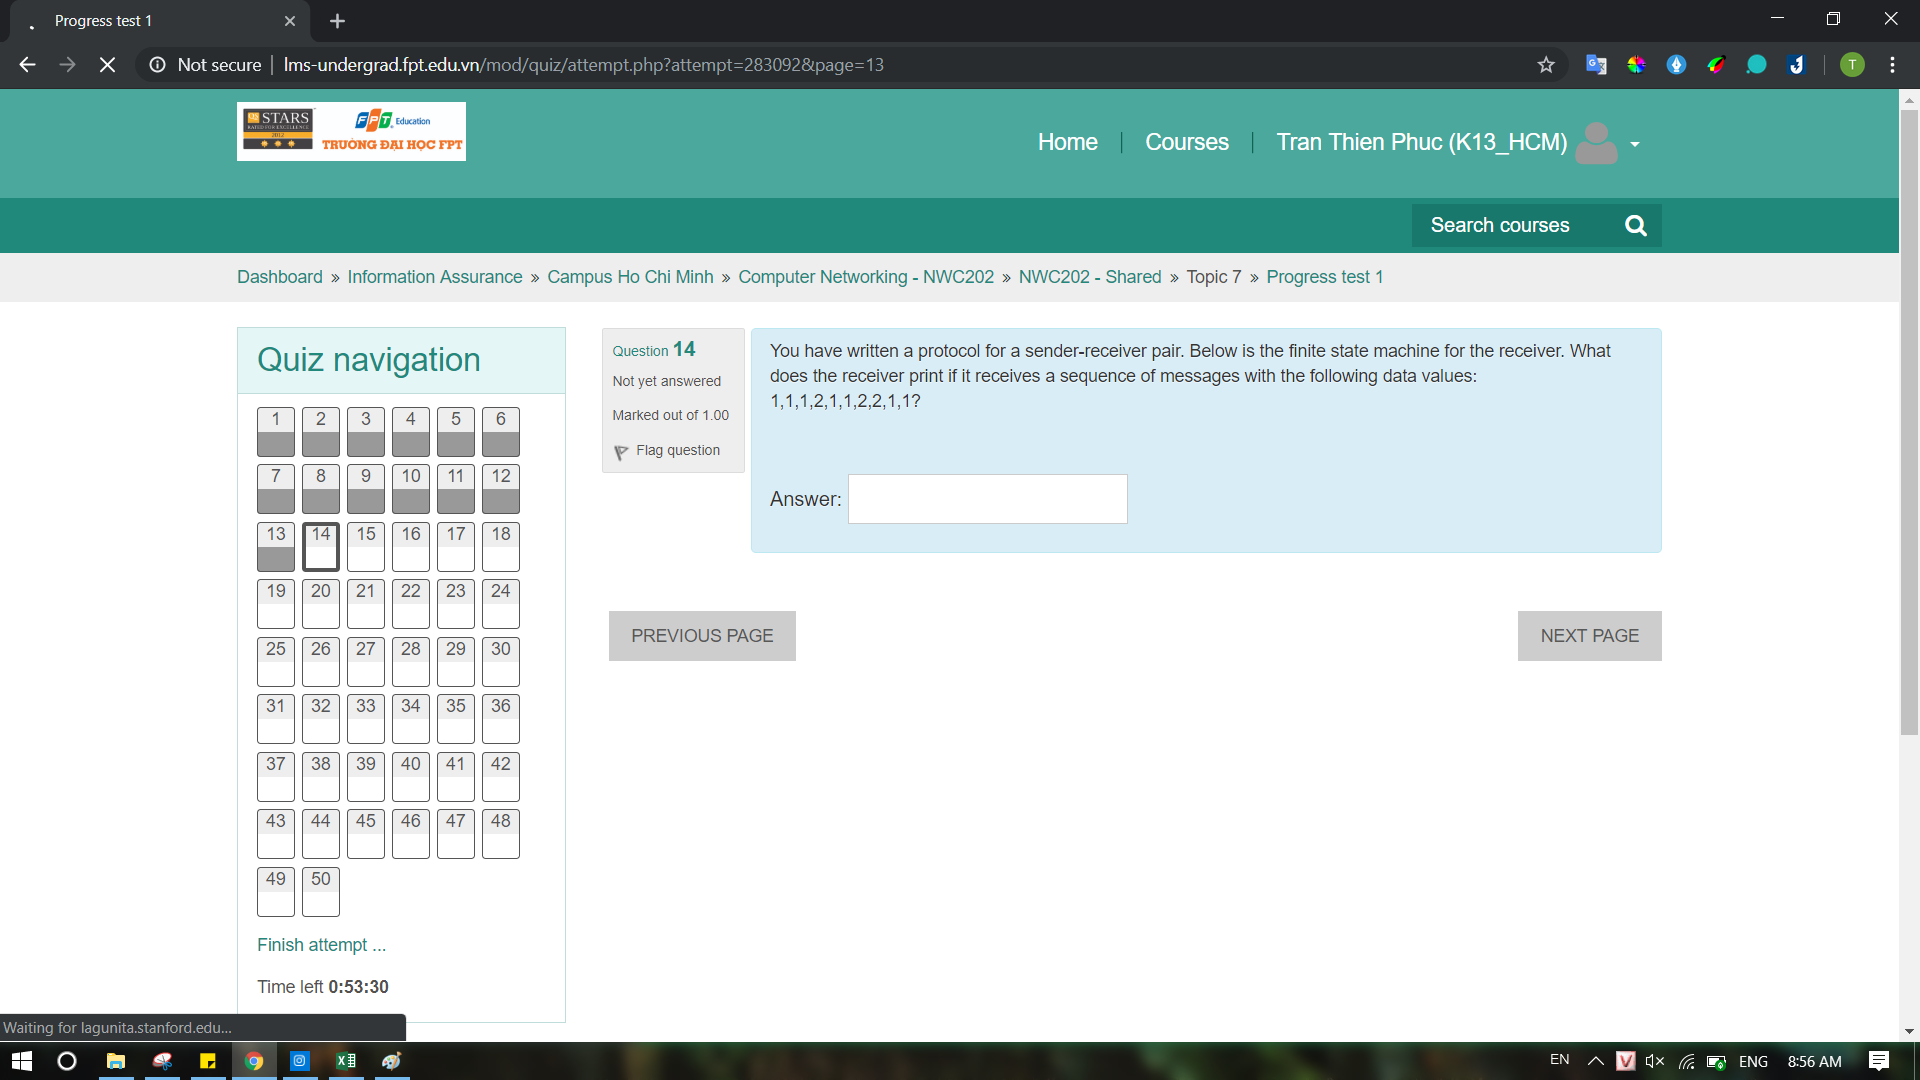 Progress test 1
Not secure | lms-undergrad.fpt.edu.vn/mod/quiz/attempt.php?attempt=283092&page=13
T
QS STARS
RATED FOR EXCELLENCE
2012
FPT. Education
TRƯỜNG ĐẠI HỌC FPT
Home
Courses
Tran Thien Phuc (K13_HCM)
Search courses
Dashboard » Information Assurance » Campus Ho Chi Minh » Computer Networking - NWC202 » NWC202 - Shared » Topic 7 » Progress test 1
Quiz navigation
1 2 3 4 5 6
7 8 9 10 11 12
13 14 15 16 17 18
19 20 21 22 23 24
25 26 27 28 29 30
31 32 33 34 35 36
37 38 39 40 41 42
43 44 45 46 47 48
49 50
Finish attempt ...
Time left 0:53:30
Question 14
Not yet answered
Marked out of 1.00
Flag question
You have written a protocol for a sender-receiver pair. Below is the finite state machine for the receiver. What
does the receiver print if it receives a sequence of messages with the following data values:
1,1,1,2,1,1,2,2,1,1?
Answer:
PREVIOUS PAGE
NEXT PAGE
Waiting for lagunita.stanford.edu...
EN
V
ENG
8:56 AM